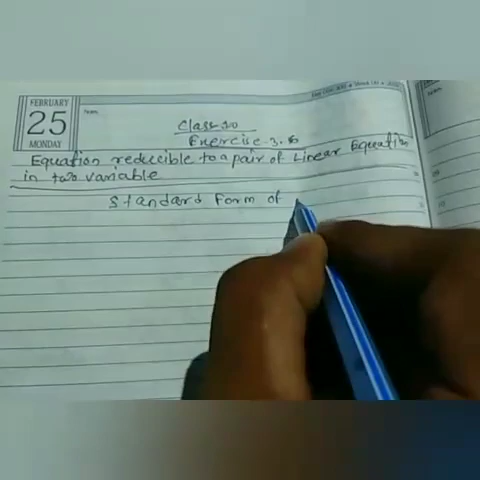 FEBRUARY
25
MONDAY
Notes
Class-10
Exercise-3.6
Equation reducible to a pair of Linear Equation
in two variable
Standard Form of